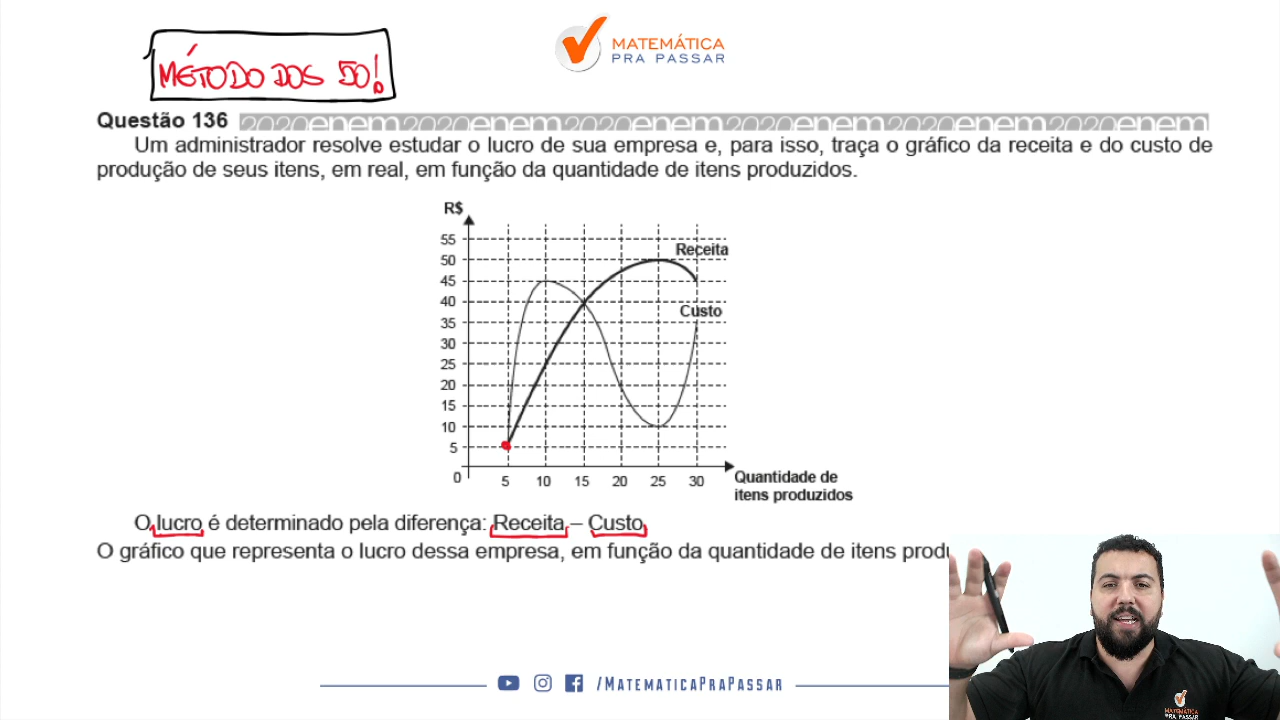 MATEMÁTICA
PRA PASSAR
MÉTODO DOS 50!
Questão 136 2020enem2020enem2020enem2020enem2020enem2020enem
Um administrador resolve estudar o lucro de sua empresa e, para isso, traça o gráfico da receita e do custo de
produção de seus itens, em real, em função da quantidade de itens produzidos.
R$
55
50
45
40
35
30
25
20
15
10
5
0
5 10 15 20 25 30
Receita
Custo
Quantidade de
itens produzidos
O lucro é determinado pela diferença: Receita – Custo.
O gráfico que representa o lucro dessa empresa, em função da quantidade de itens
/MATEMATICAPRAPASSAR
MATEMÁTICA
PRA PASSAR